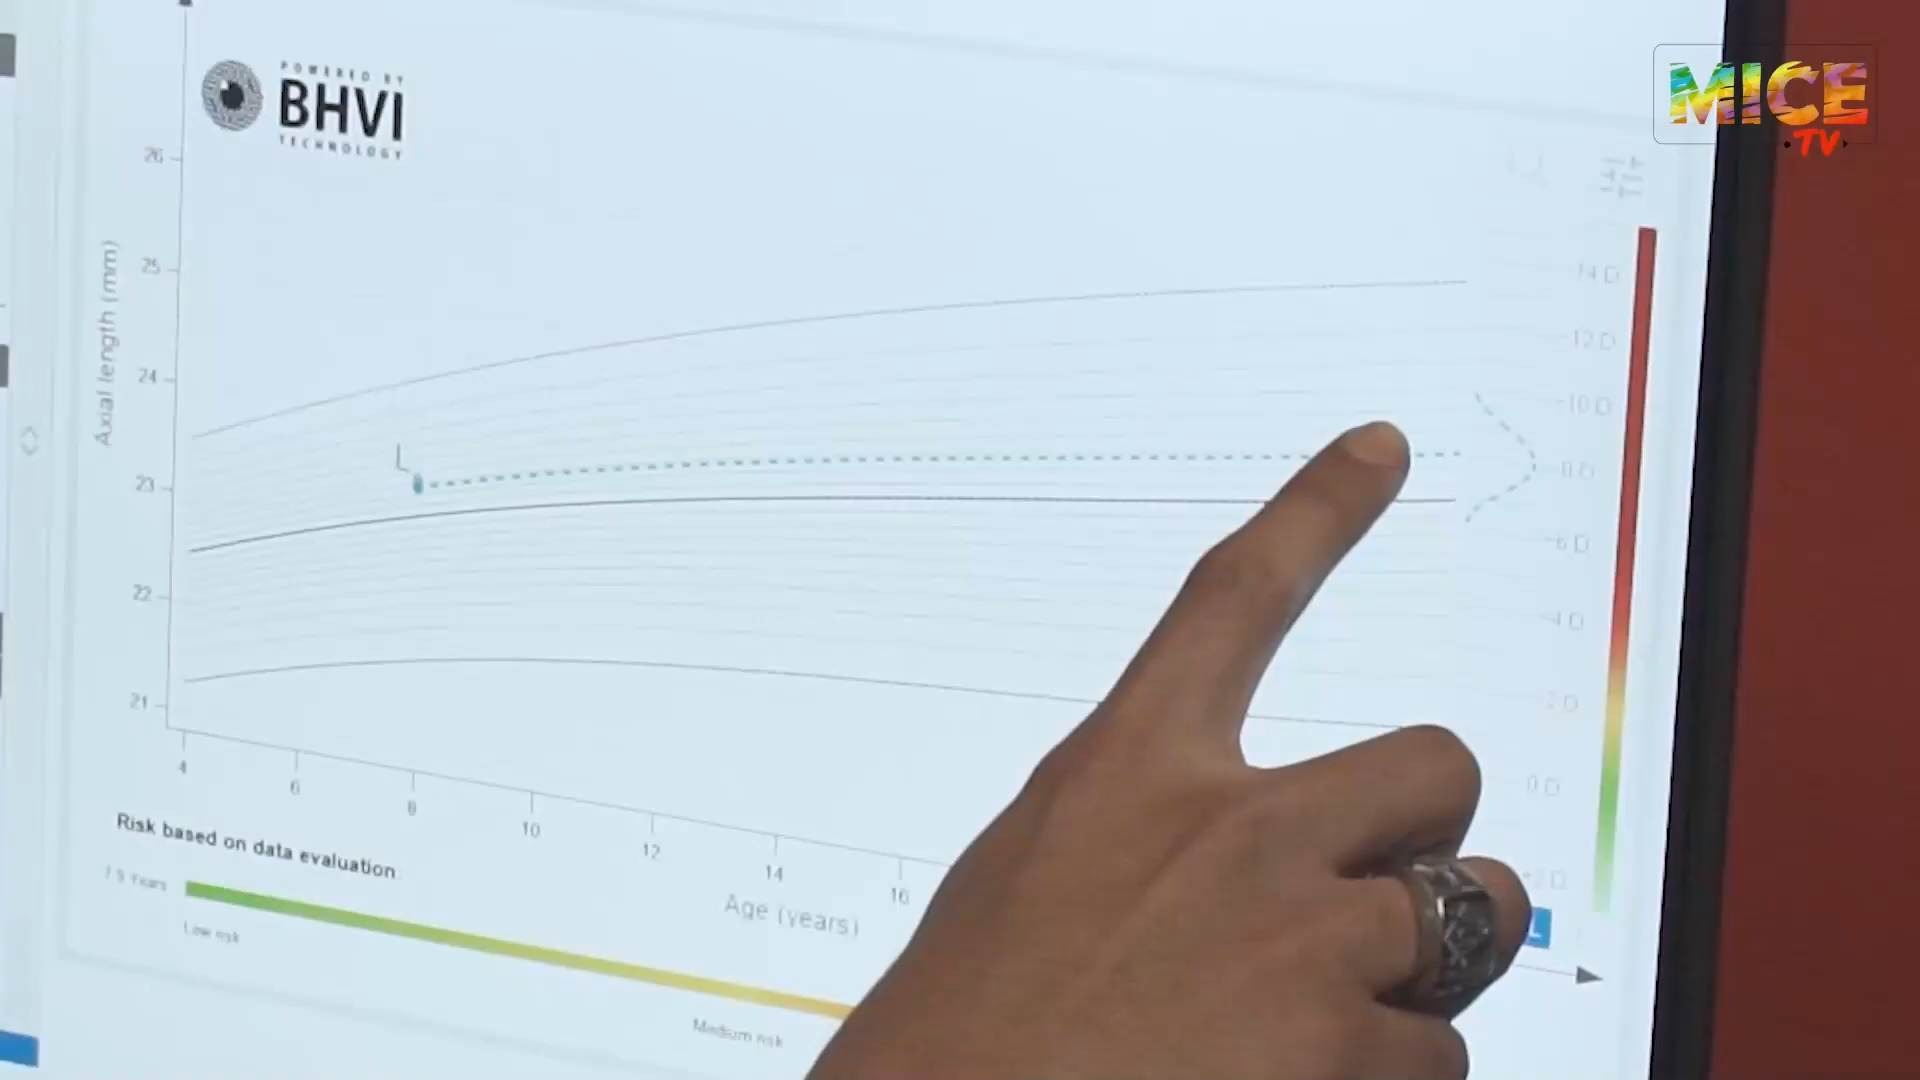 MICE
TV
POWERED BY
BHVI
TECHNOLOGY
26
25
24
23
22
21
Axial length (mm)
L
14 D
12 D
10 D
8 D
6 D
4 D
2 D
0 D
4
6
8
10
12
14
16
Age (years)
L
Risk based on data evaluation
Low risk
Medium risk